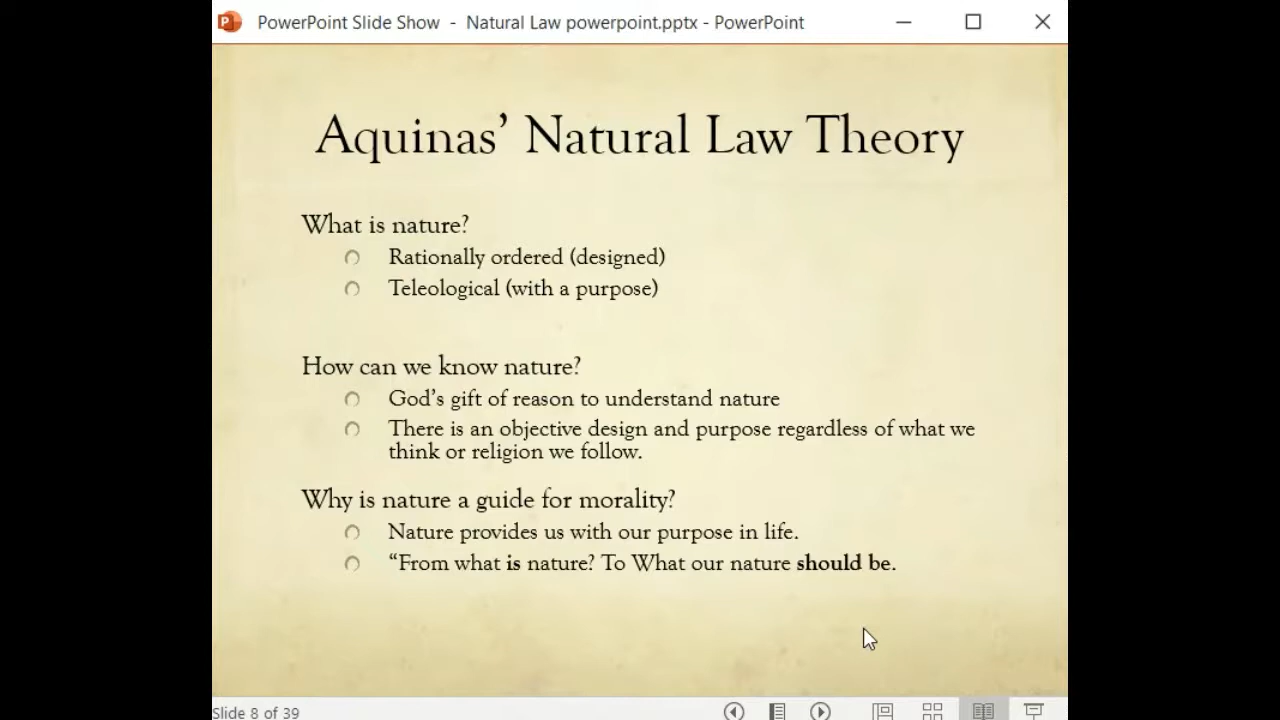 PowerPoint Slide Show - Natural Law powerpoint.pptx - PowerPoint
Aquinas’ Natural Law Theory
What is nature?
Rationally ordered (designed)
Teleological (with a purpose)
How can we know nature?
God’s gift of reason to understand nature
There is an objective design and purpose regardless of what we
think or religion we follow.
Why is nature a guide for morality?
Nature provides us with our purpose in life.
“From what is nature? To What our nature should be.
Slide 8 of 39